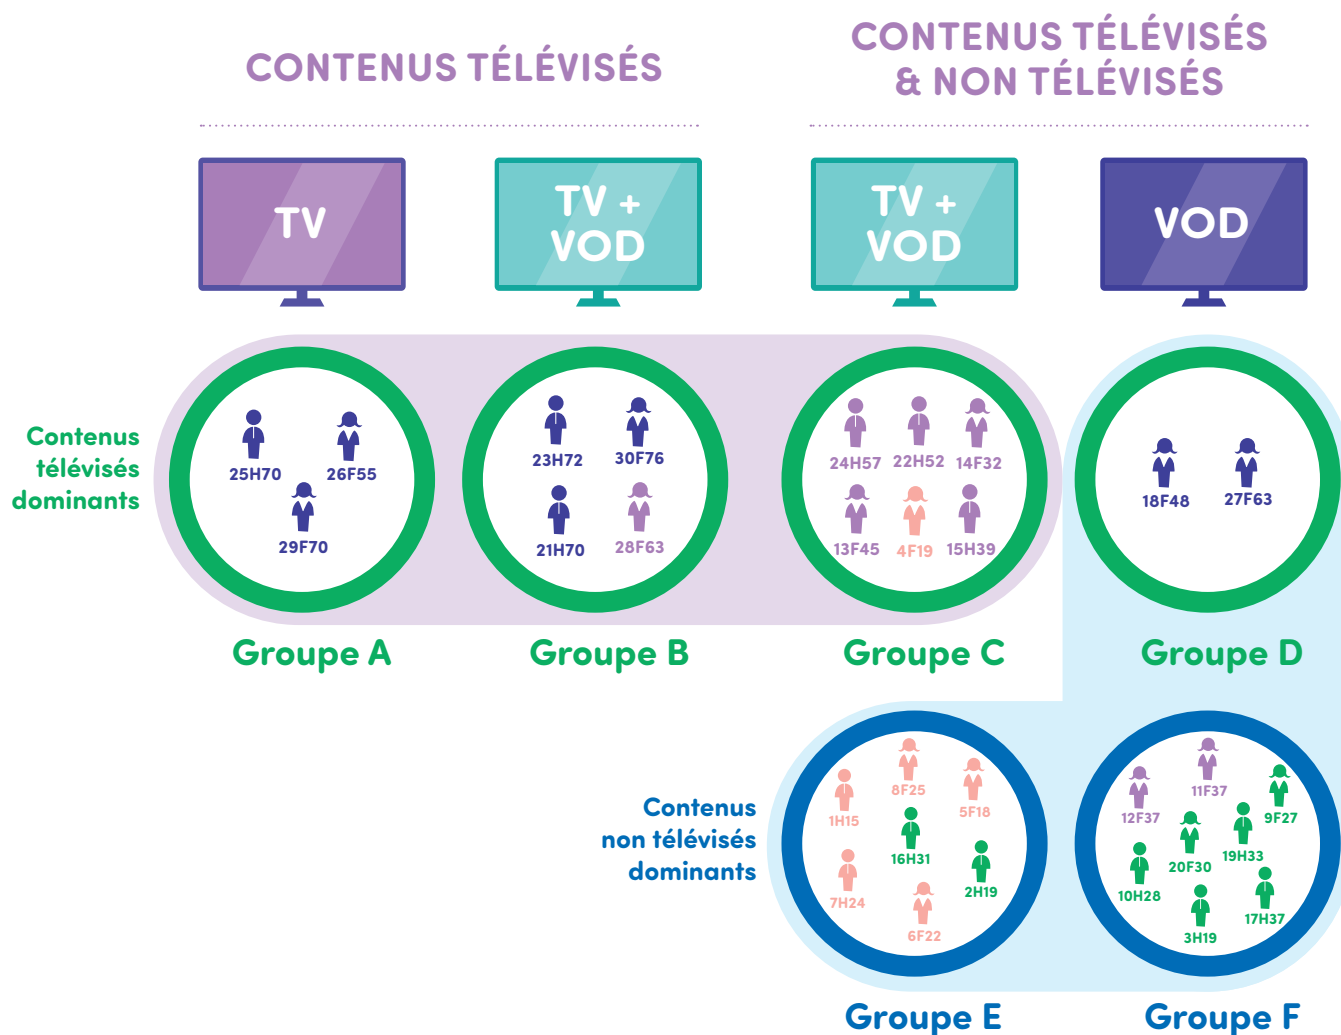 CONTENUS TÉLÉVISÉS
CONTENUS TÉLÉVISÉS
& NON TÉLÉVISÉS
TV
TV +
VOD
TV +
VOD
VOD
Contenus
télévisés
dominants
25H70
26F55
29F70
23H72
30F76
21H70
28F63
24H57
22H52
14F32
13F45
4F19
15H39
18F48
27F63
Groupe A
Groupe B
Groupe C
Groupe D
Contenus
non télévisés
dominants
8F25
1H15
5F18
16H31
2H19
7H24
6F22
11F37
12F37
9F27
19H33
20F30
10H28
17H37
3H19
Groupe E
Groupe F